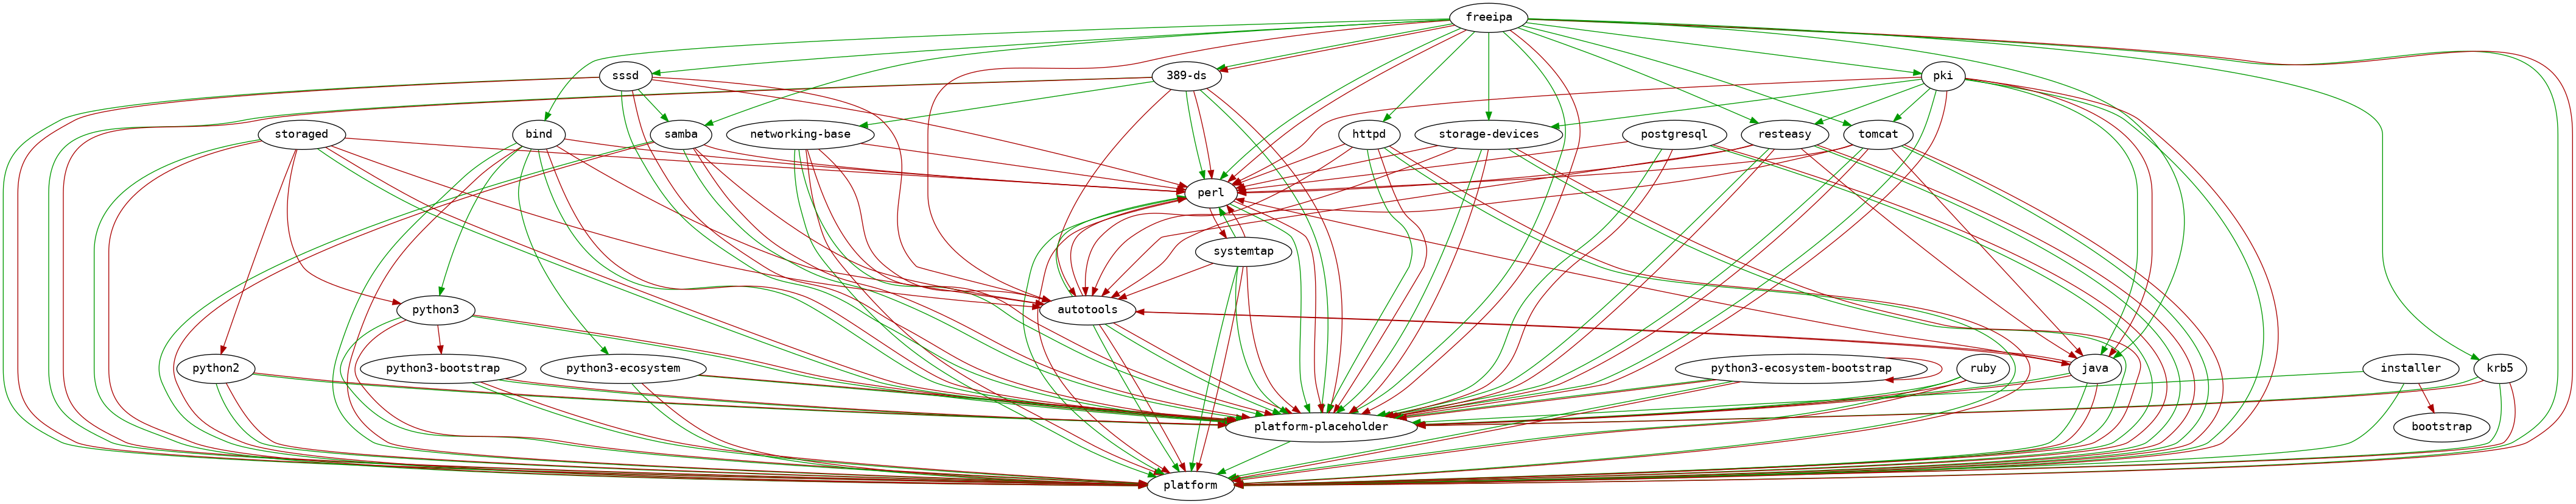 freeipa
sssd
389-ds
pki
storaged
bind
samba
networking-base
httpd
storage-devices
postgresql
resteasy
tomcat
perl
systemtap
python3
autotools
python2
python3-bootstrap
python3-ecosystem
python3-ecosystem-bootstrap
ruby
java
installer
krb5
platform-placeholder
bootstrap
platform